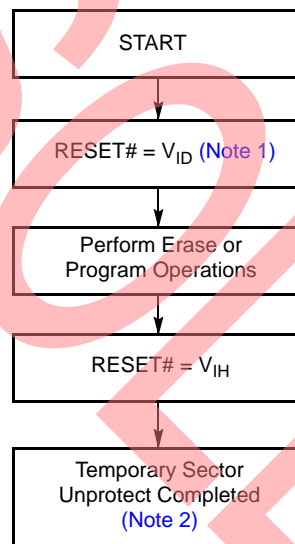 START
RESET# = VID (Note 1)
Perform Erase or
Program Operations
RESET# = VIH
Temporary Sector
Unprotect Completed
(Note 2)